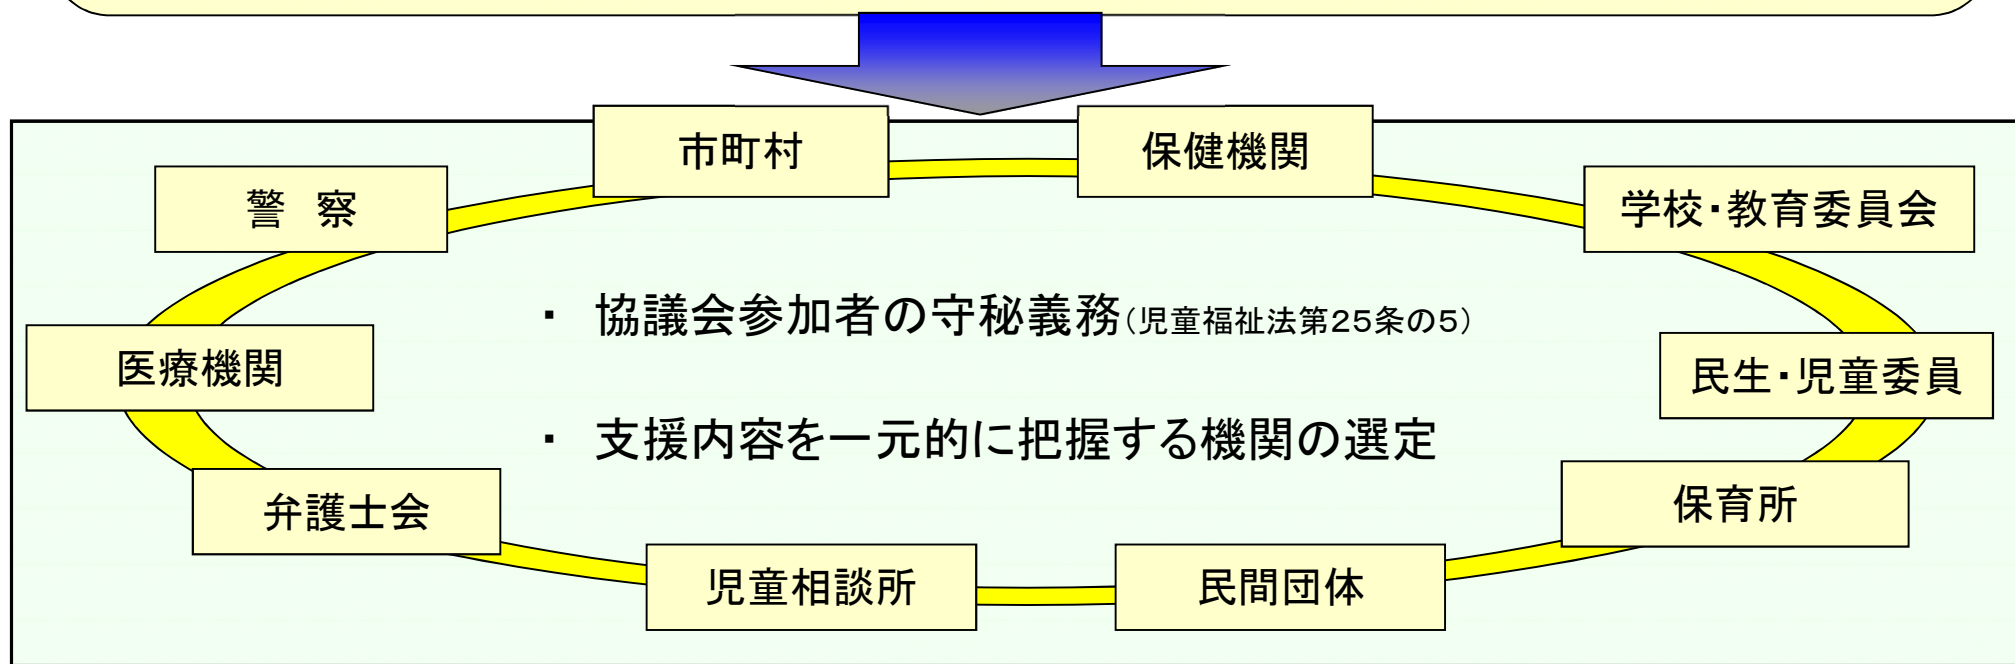 市町村
保健機関
警　察
学校・教育委員会
・　協議会参加者の守秘義務（児童福祉法第25条の5）
医療機関
民生・児童委員
・　支援内容を一元的に把握する機関の選定
弁護士会
保育所
児童相談所
民間団体